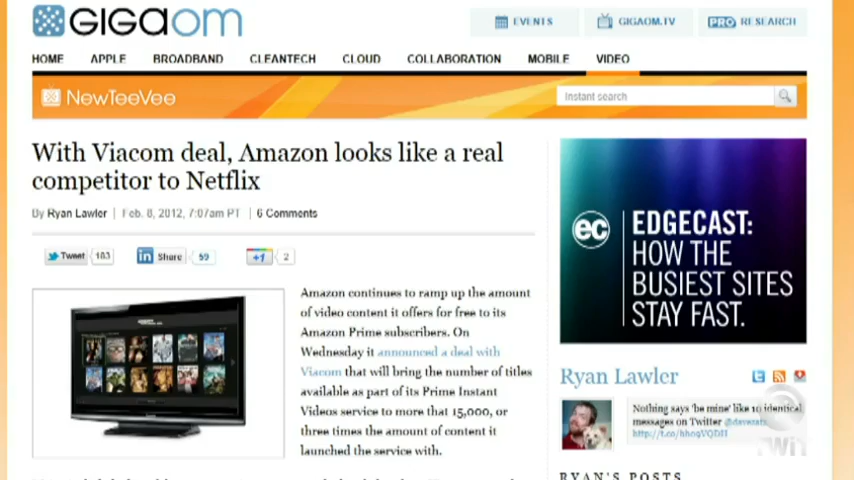 GIGAOM
EVENTS
GIGAOM.TV
PRO RESEARCH
HOME APPLE BROADBAND CLEANTECH CLOUD COLLABORATION MOBILE VIDEO
NewTeeVee
Instant search
With Viacom deal, Amazon looks like a real
competitor to Netflix
By Ryan Lawler | Feb. 8, 2012, 7:07am PT | 6 Comments
Tweet 183
in Share 59
+1 2
Amazon continues to ramp up the amount
of video content it offers for free to its
Amazon Prime subscribers. On
Wednesday it announced a deal with
Viacom that will bring the number of titles
available as part of its Prime Instant
Videos service to more that 15,000, or
three times the amount of content it
launched the service with.
ec
EDGECAST:
HOW THE
BUSIEST SITES
STAY FAST.
Ryan Lawler
Nothing says 'be mine' like 10 identical
messages on Twitter
RYAN'S POSTS
TWiT